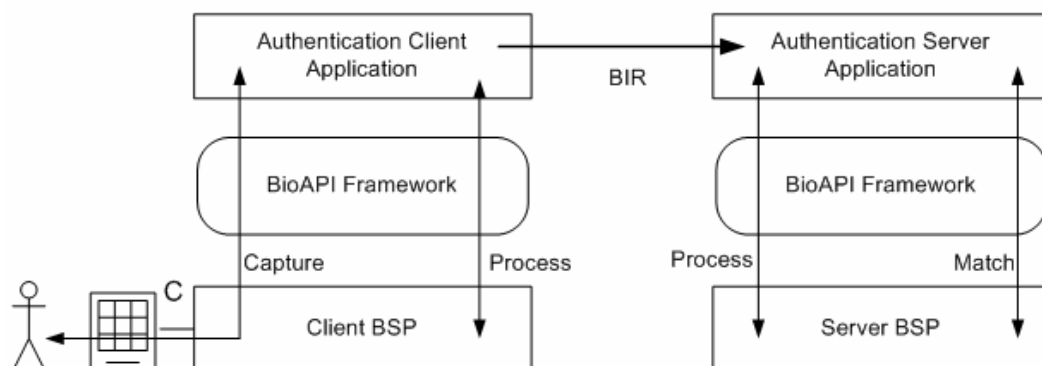 Authentication Client
Application
BIR
Authentication Server
Application
BioAPI Framework
BioAPI Framework
Capture
Process
Process
Match
C
Client BSP
Server BSP